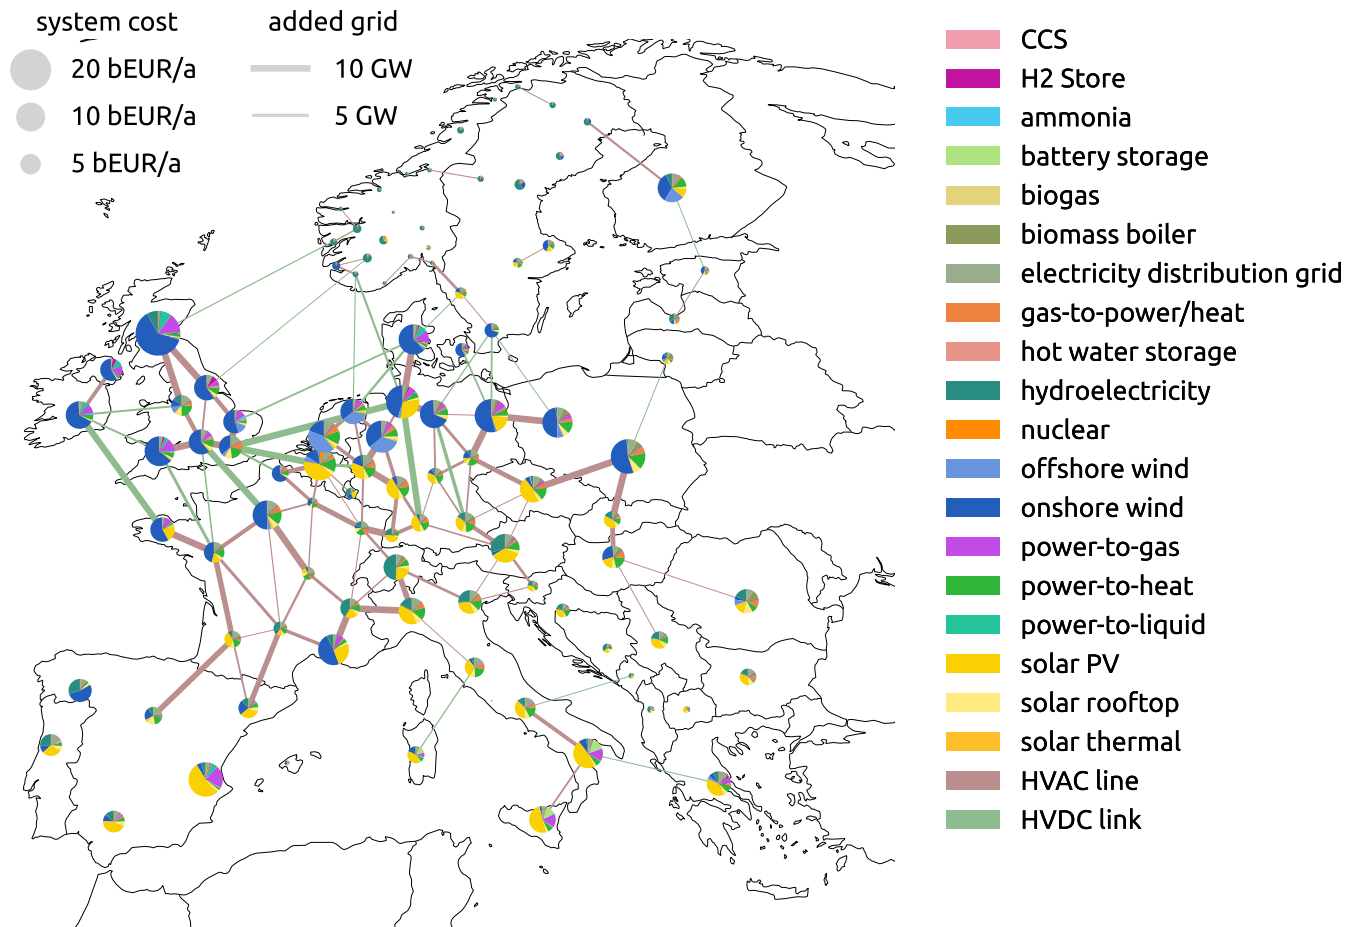 system cost
added grid
20 bEUR/a
10 GW
10 bEUR/a
5 GW
5 bEUR/a
CCS
H2 Store
ammonia
battery storage
biogas
biomass boiler
electricity distribution grid
gas-to-power/heat
hot water storage
hydroelectricity
nuclear
offshore wind
onshore wind
power-to-gas
power-to-heat
power-to-liquid
solar PV
solar rooftop
solar thermal
HVAC line
HVDC link